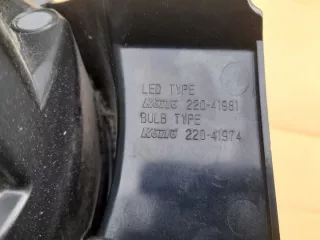 LED TYPE
KOITO 220-41981
BULB TYPE
KOITO 220-41974